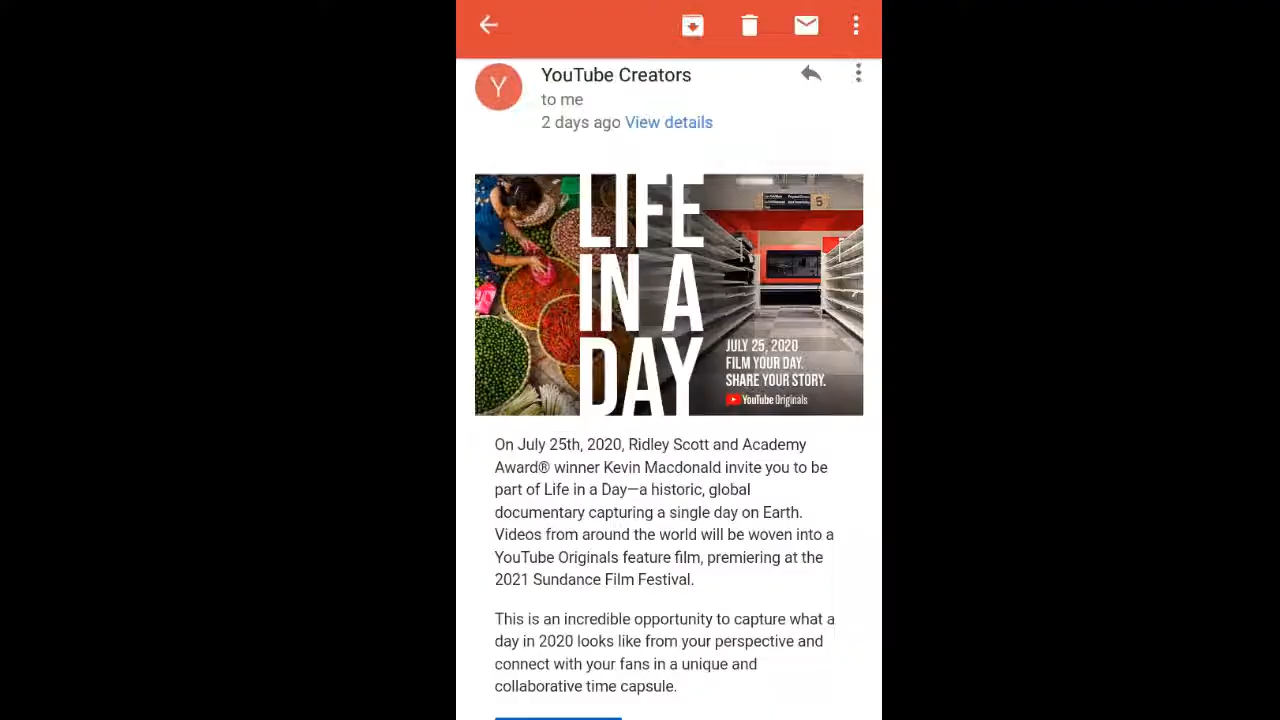 YouTube Creators
Y
to me
2 days ago View details
LIFE
IN A
DAY
5
JULY 25, 2020
FILM YOUR DAY.
SHARE YOUR STORY.
YouTube Originals
On July 25th, 2020, Ridley Scott and Academy
Award® winner Kevin Macdonald invite you to be
part of Life in a Day—a historic, global
documentary capturing a single day on Earth.
Videos from around the world will be woven into a
YouTube Originals feature film, premiering at the
2021 Sundance Film Festival.
This is an incredible opportunity to capture what a
day in 2020 looks like from your perspective and
connect with your fans in a unique and
collaborative time capsule.